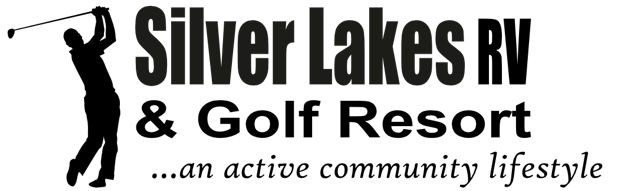 Silver Lakes RV
& Golf Resort
...an active community lifestyle